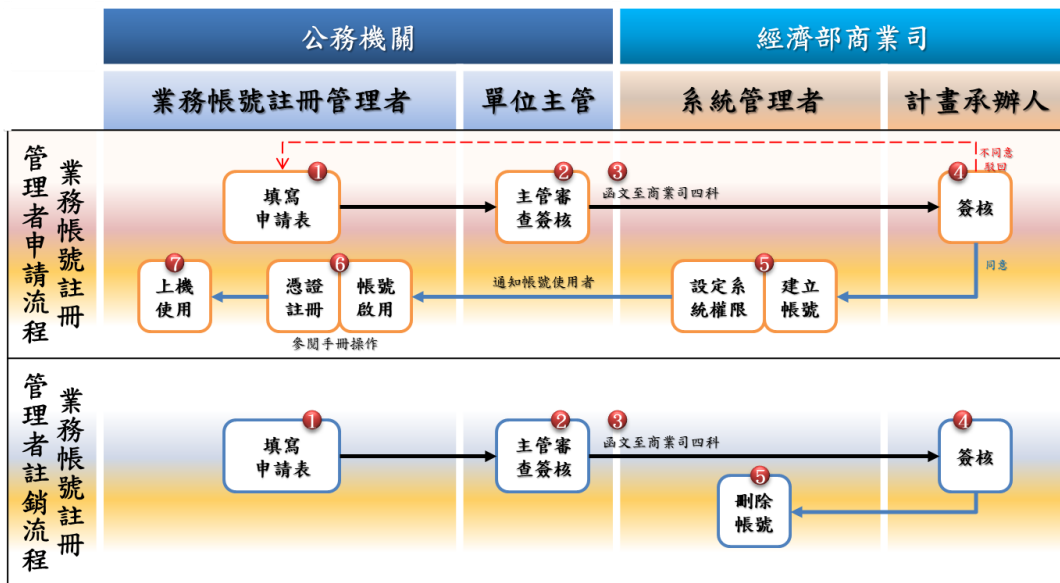 公務機關
經濟部商業司
業務帳號註冊管理者
單位主管
系統管理者
計畫承辦人
業務帳號註冊
管理者申請流程
1
填寫
申請表
2
主管審
查簽核
3
函文至商業司四科
4
簽核
不同意
駁回
同意
5
建立
帳號
設定系
統權限
通知帳號使用者
6
帳號
啟用
憑證
註冊
參閱手冊操作
7
上機
使用
業務帳號註冊
管理者註銷流程
1
填寫
申請表
2
主管審
查簽核
3
函文至商業司四科
4
簽核
5
刪除
帳號